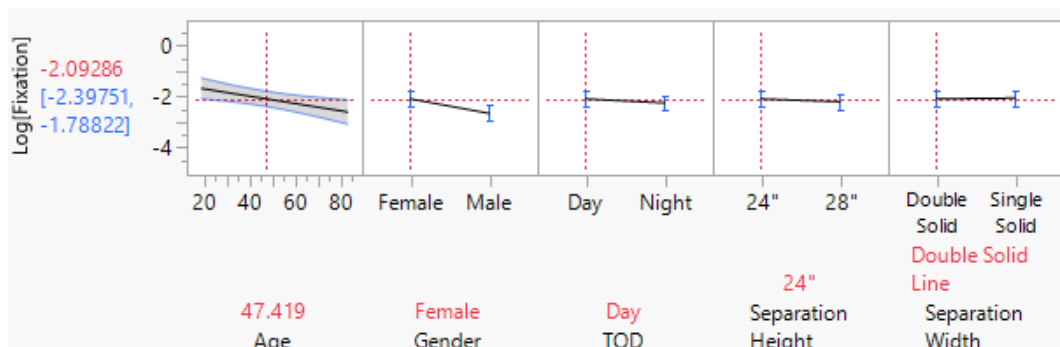 Log[Fixation]
-2.09286
[-2.39751,
-1.78822]
0
-2
-4
20 40 60 80
Female Male
Day Night
24" 28"
Double Solid
Single Solid
47.419
Age
Female
Gender
Day
TOD
24"
Separation
Height
Double Solid
Line
Separation
Width